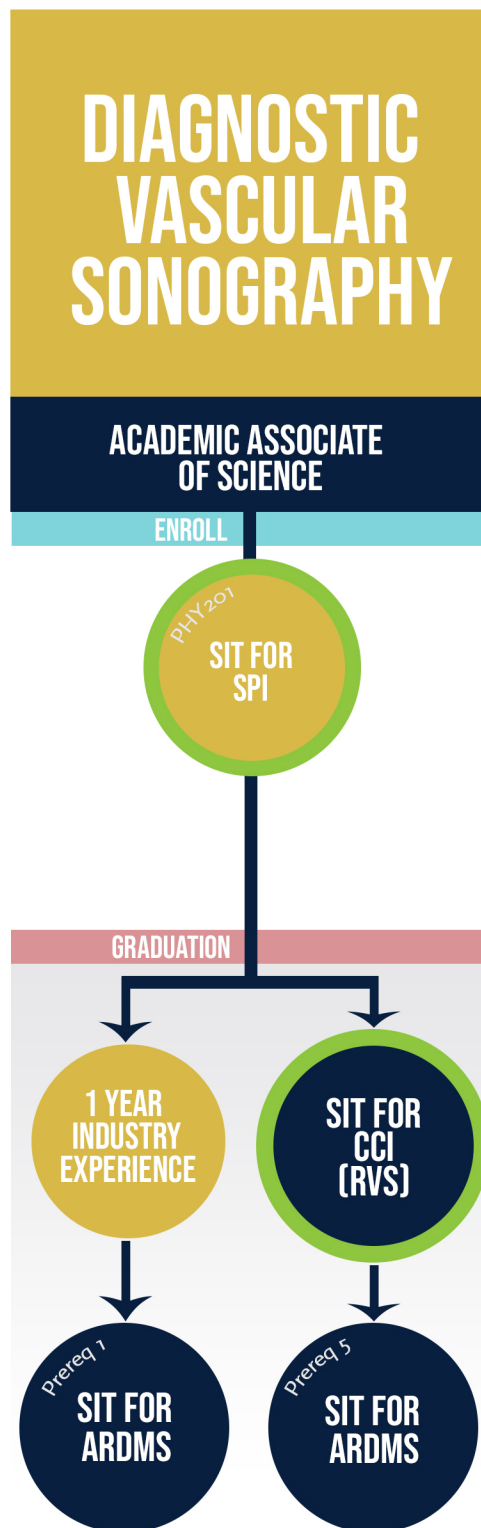 DIAGNOSTIC
VASCULAR
SONOGRAPHY
ACADEMIC ASSOCIATE
OF SCIENCE
ENROLL
PHY201
SIT FOR
SPI
GRADUATION
1 YEAR
INDUSTRY
EXPERIENCE
SIT FOR
CCI
(RVS)
Prereq 1
SIT FOR
ARDMS
Prereq 5
SIT FOR
ARDMS